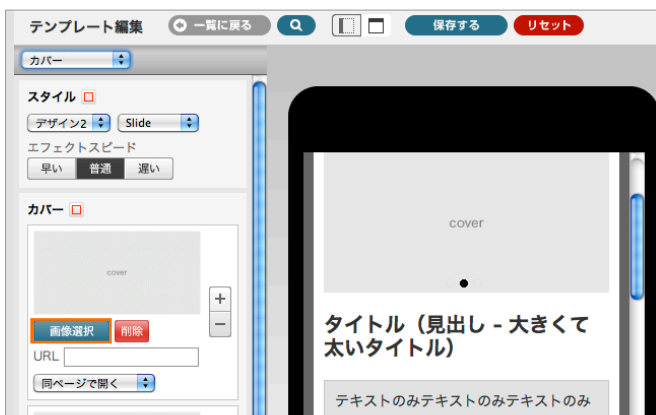 テンプレート編集
一覧に戻る
保存する
リセット
カバー
スタイル
デザイン2
Slide
エフェクトスピード
早い
普通
遅い
カバー
cover
+
−
画像選択
削除
URL
同ページで開く
cover
タイトル（見出し - 大きくて
太いタイトル）
テキストのみテキストのみテキストのみ